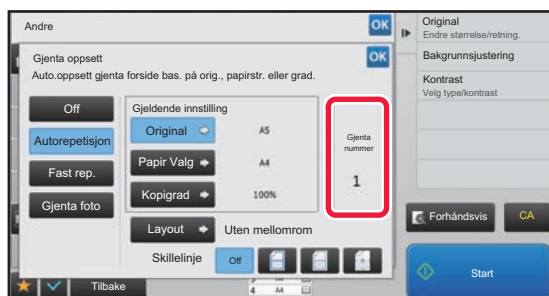 Andre
OK
Gjenta oppsett
OK
Auto.oppsett gjenta forside bas. på orig., papirstr. eller grad.
Off
Autorepetisjon
Fast rep.
Gjenta foto
Gjeldende innstilling
Original
A5
Papir Valg
A4
Kopigrad
100%
Gjenta
nummer
1
Layout
Uten mellomrom
Skillelinje
Off
Tilbake
4 A4
Original
Endre størrelse/retning.
Bakgrunnsjustering
Kontrast
Velg type/kontrast
Forhåndsvis
CA
Start